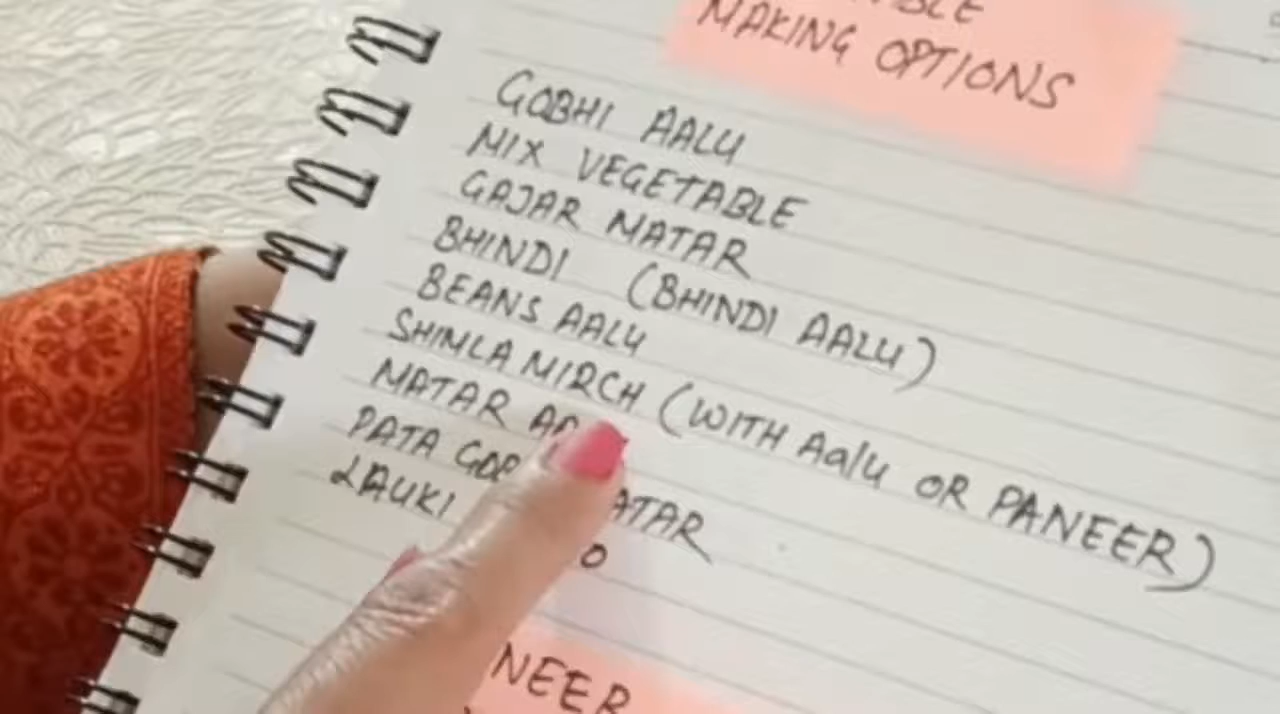 MAKING OPTIONS
GOBHI AALU
MIX VEGETABLE
GAJAR MATAR
BHINDI (BHINDI AALU)
BEANS AALU
SHIMLA MIRCH (WITH AalU OR PANEER)
MATAR
PATA
LAUKI